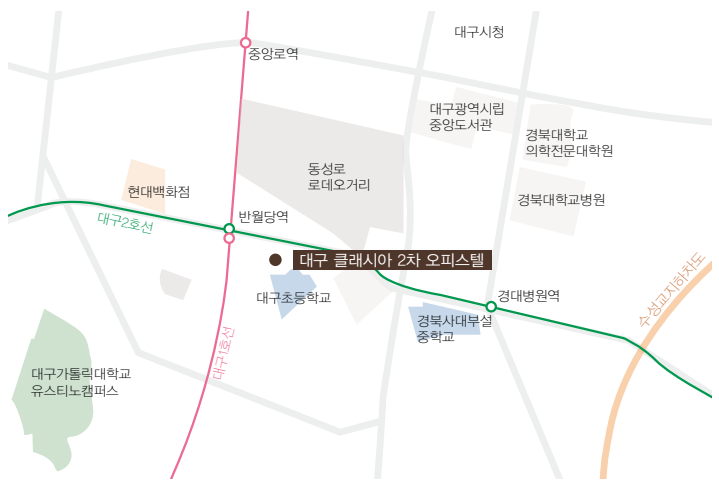 대구시청
중앙로역
대구광역시립
중앙도서관
경북대학교
의학전문대학원
동성로
로데오거리
현대백화점
경북대학교병원
반월당역
대구2호선
대구 클래시아 2차 오피스텔
수성교지하차도
대구초등학교
경대병원역
경북사대부설
중학교
대구1호선
대구가톨릭대학교
유스티노캠퍼스